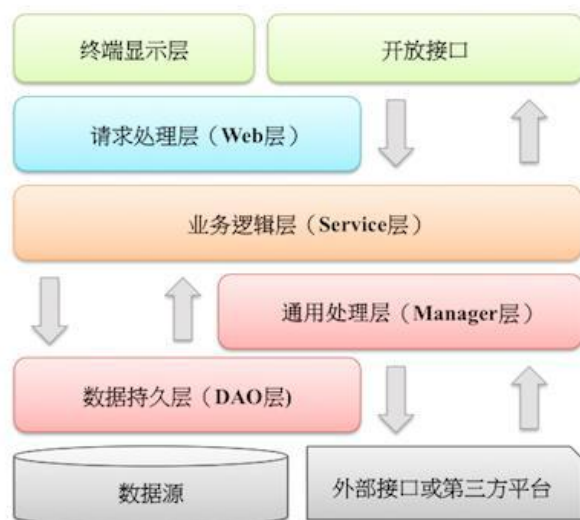 终端显示层
开放接口
请求处理层（Web层）
业务逻辑层（Service层）
通用处理层（Manager层）
数据持久层（DAO层)
数据源
外部接口或第三方平台